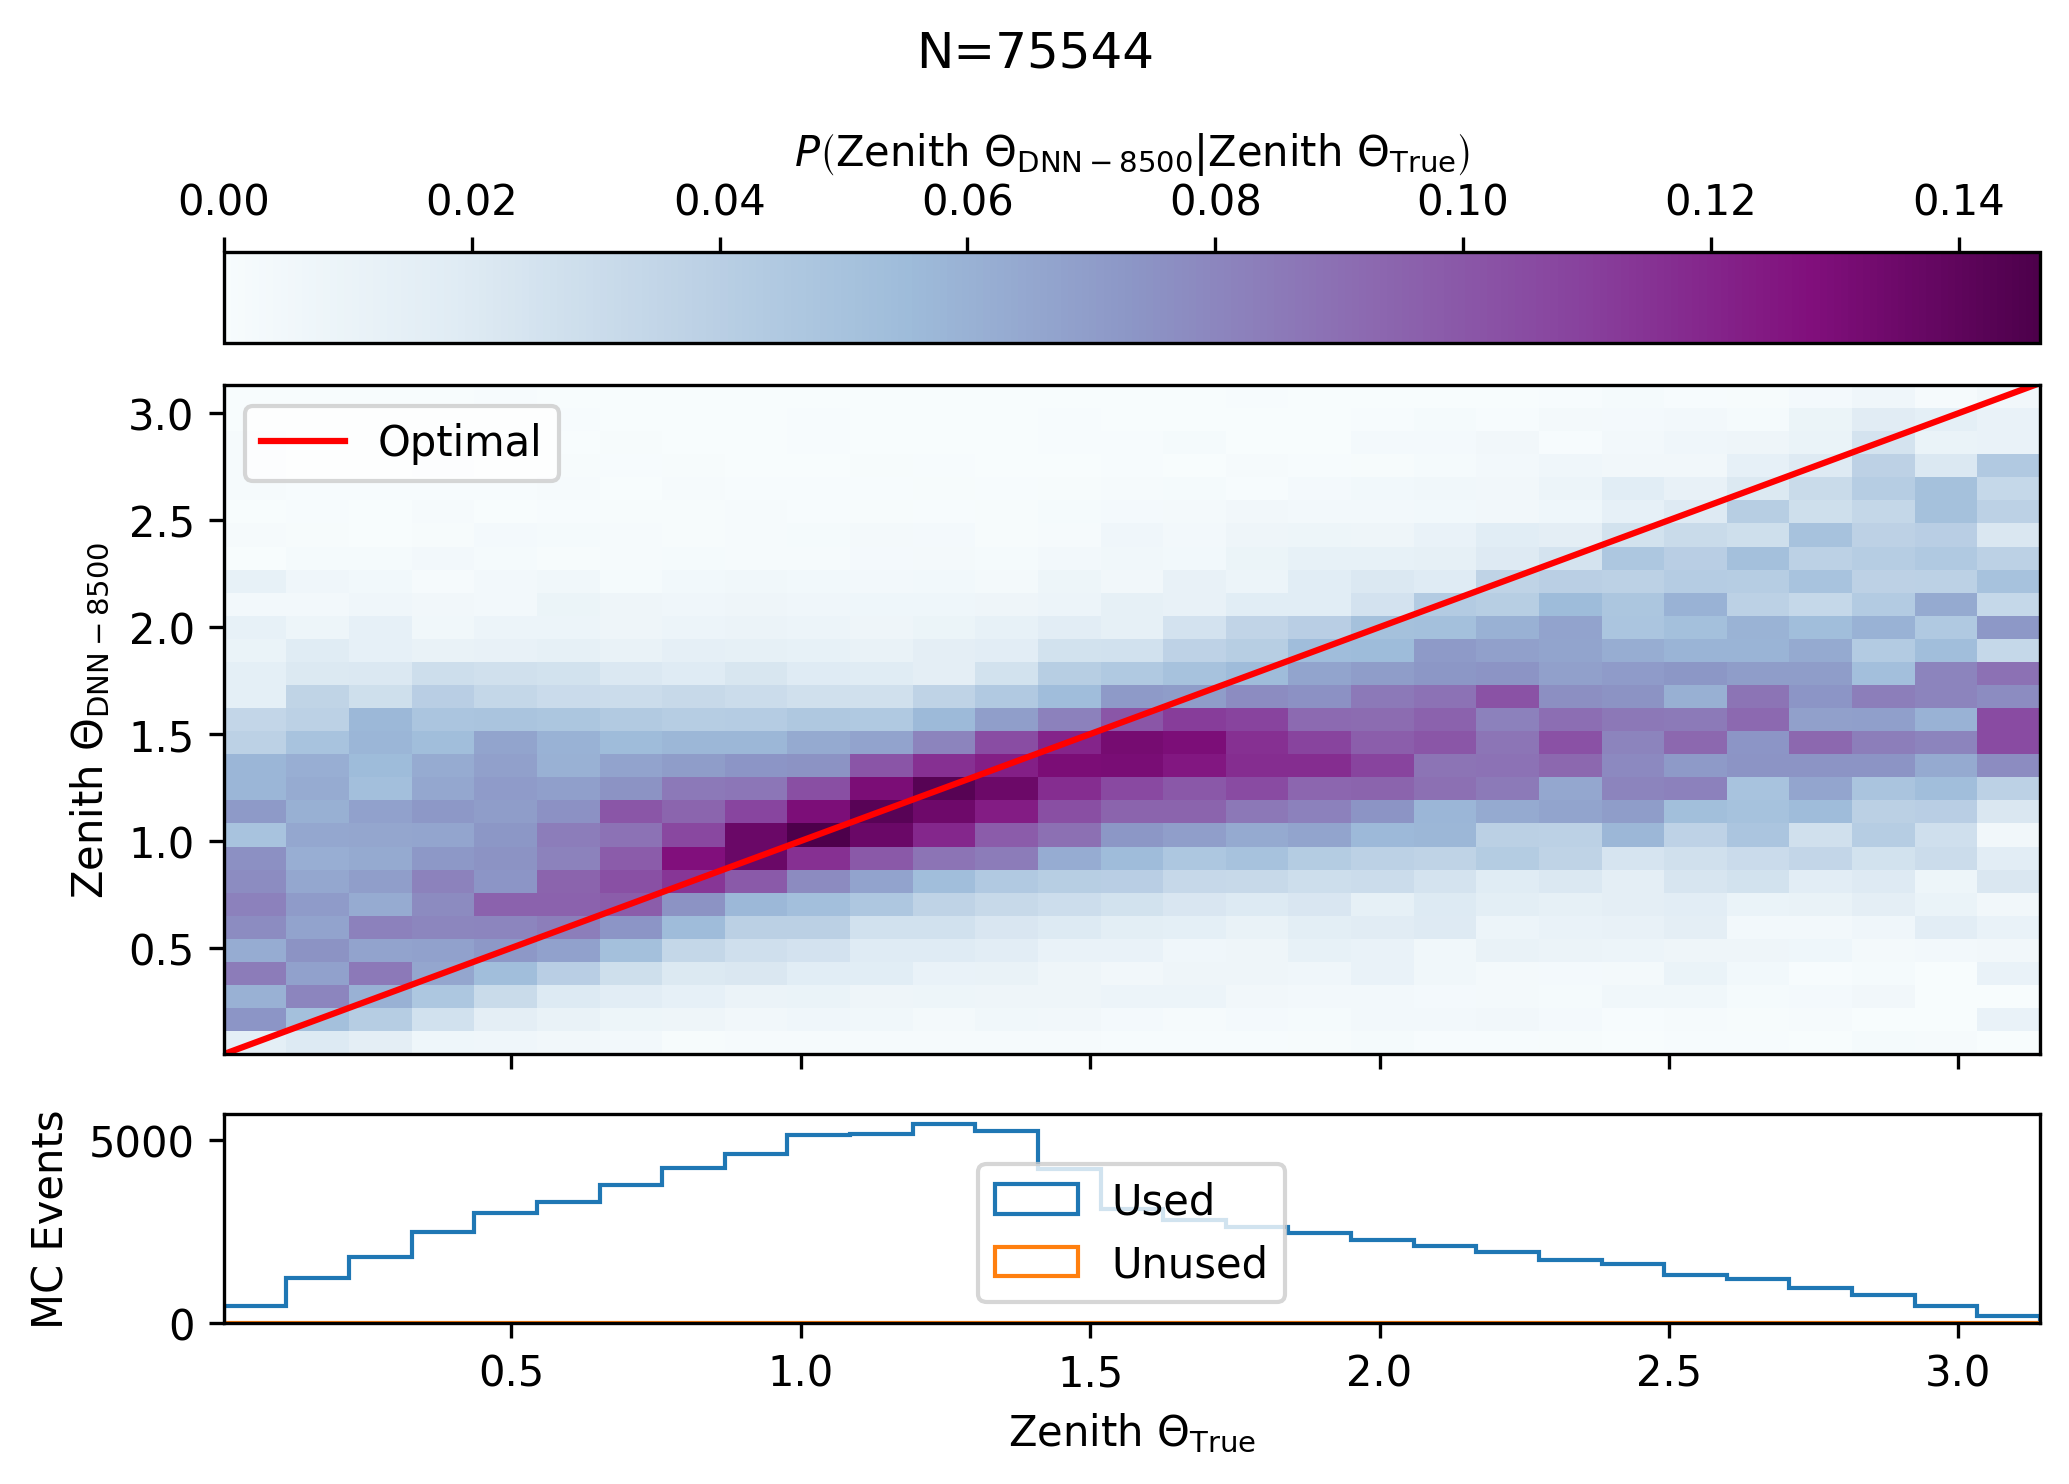 N=75544
P(Zenith Θ_DNN−8500|Zenith Θ_True)
0.00 0.02 0.04 0.06 0.08 0.10 0.12 0.14
Optimal
3.0
2.5
2.0
1.5
1.0
0.5
Zenith Θ_DNN−8500
5000
0
MC Events
Used
Unused
0.5 1.0 1.5 2.0 2.5 3.0
Zenith Θ_True